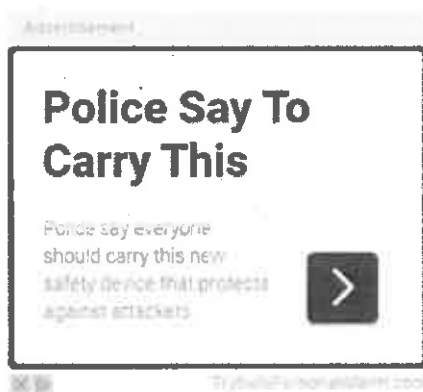 Advertisement
Police Say To
Carry This
Police say everyone
should carry this new
safety device that protects
against attackers